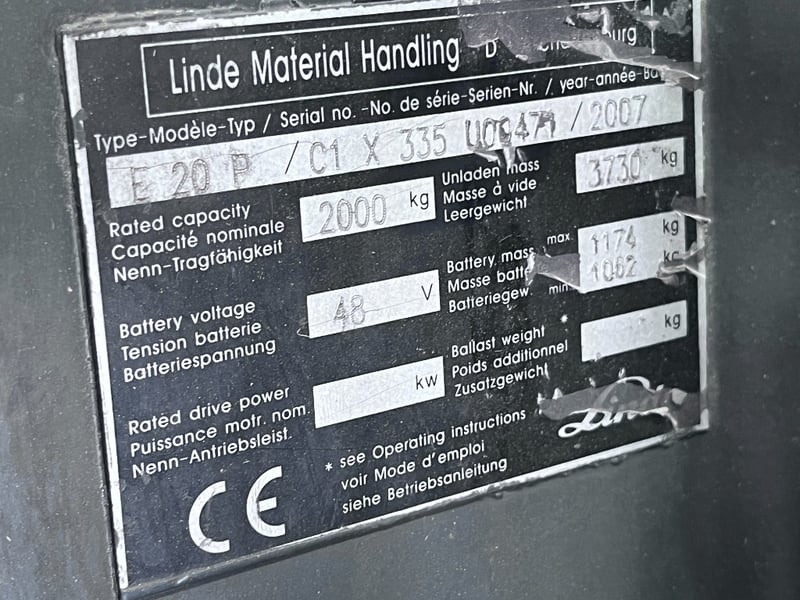 Linde Material Handling D
Type-Modèle-Typ / Serial no.-No. de série-Serien-Nr. / year-année-
E 20 P / C1 X 335 / 2007
Rated capacity
Capacité nominale
Nenn-Tragfähigkeit
2000 kg
Unladen mass
Masse à vide
Leergewicht
3730 kg
Battery voltage
Tension batterie
Batteriespannung
48 V
Battery mass max.
Masse
Batteriegew. min
1174 kg
1062
Rated drive power
Puissance motr. nom.
Nenn-Antriebsleist.
kw
Ballast weight *
Poids additionnel
Zusatzgewicht
kg
* see Operating instructions
voir Mode d'emploi
siehe Betriebsanleitung
Linde
CE